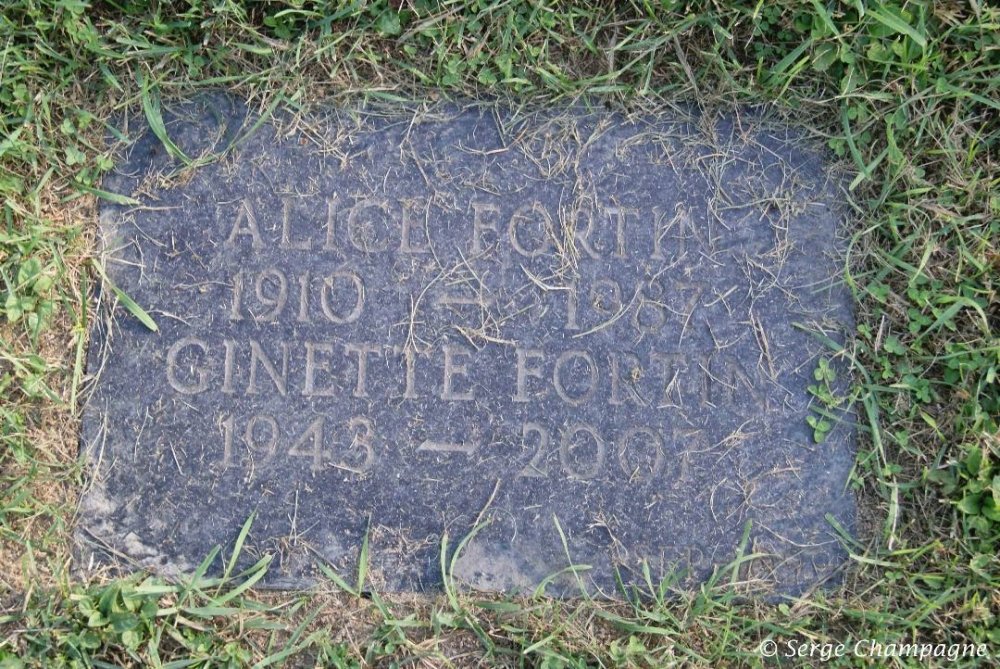 ALICE FORTIN
1910 — 1987
GINETTE FORTIN
1943 — 2007
© Serge Champagne